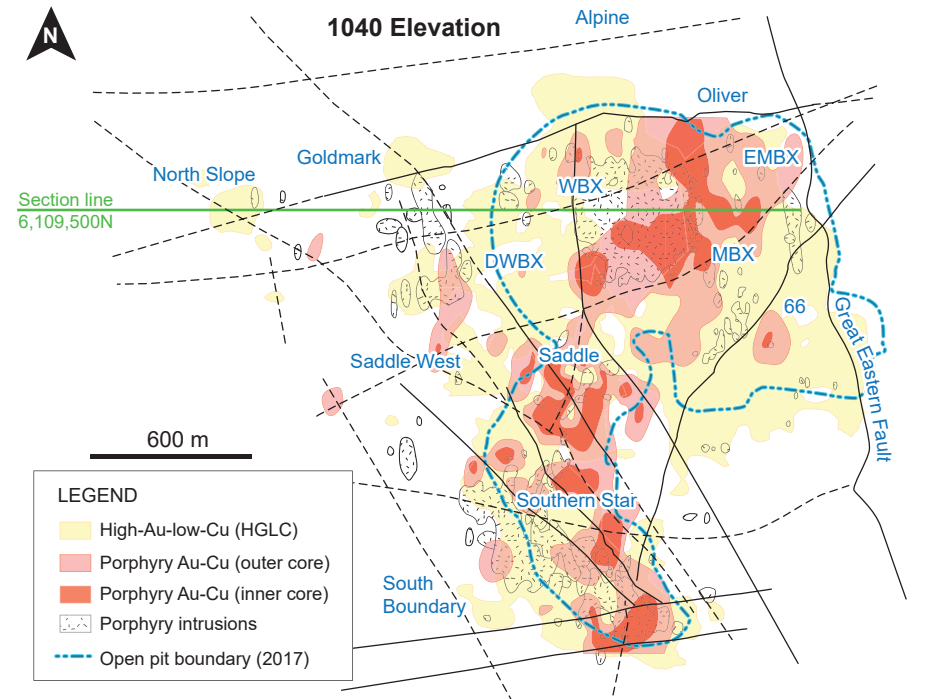 N
1040 Elevation
Alpine
Oliver
Goldmark
EMBX
North Slope
WBX
Section line
6,109,500N
DWBX
MBX
66
Great Eastern Fault
Saddle West
Saddle
600 m
LEGEND
High-Au-low-Cu (HGLC)
Porphyry Au-Cu (outer core)
Porphyry Au-Cu (inner core)
Porphyry intrusions
Open pit boundary (2017)
Southern Star
South
Boundary